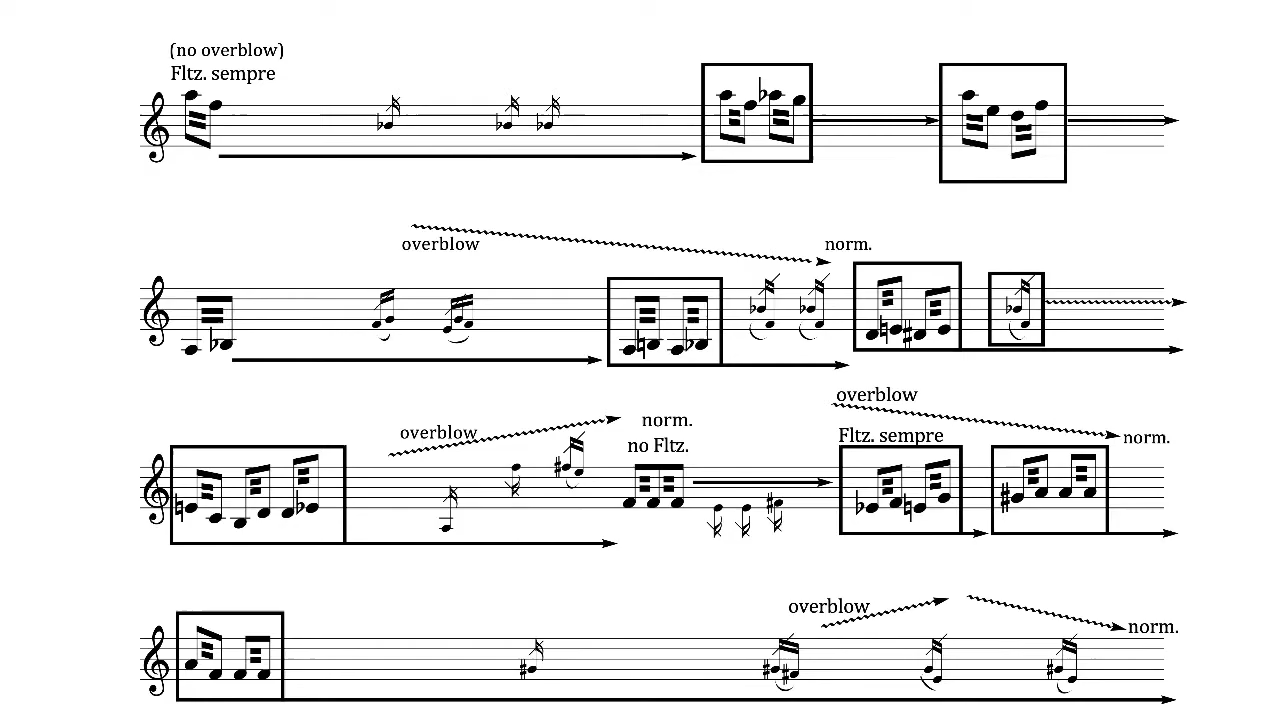 (no overblow)
Fltz. sempre
overblow
norm.
overblow
norm.
no Fltz.
overblow
Fltz. sempre
norm.
overblow
norm.